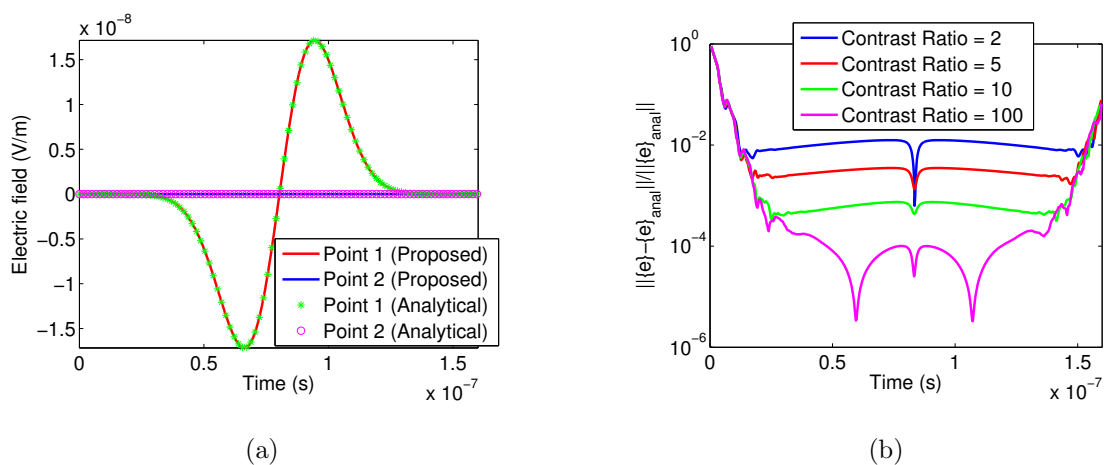 x 10^−8
1.5
1
0.5
0
−0.5
−1
−1.5
Electric field (V/m)
Point 1 (Proposed)
Point 2 (Proposed)
Point 1 (Analytical)
Point 2 (Analytical)
0
0.5
1
1.5
Time (s)
x 10^−7
(a)
Contrast Ratio = 2
Contrast Ratio = 5
Contrast Ratio = 10
Contrast Ratio = 100
10^0
10^−2
10^−4
10^−6
||{e}−{e}_anal||/||{e}_anal||
0
0.5
1
1.5
Time (s)
x 10^−7
(b)